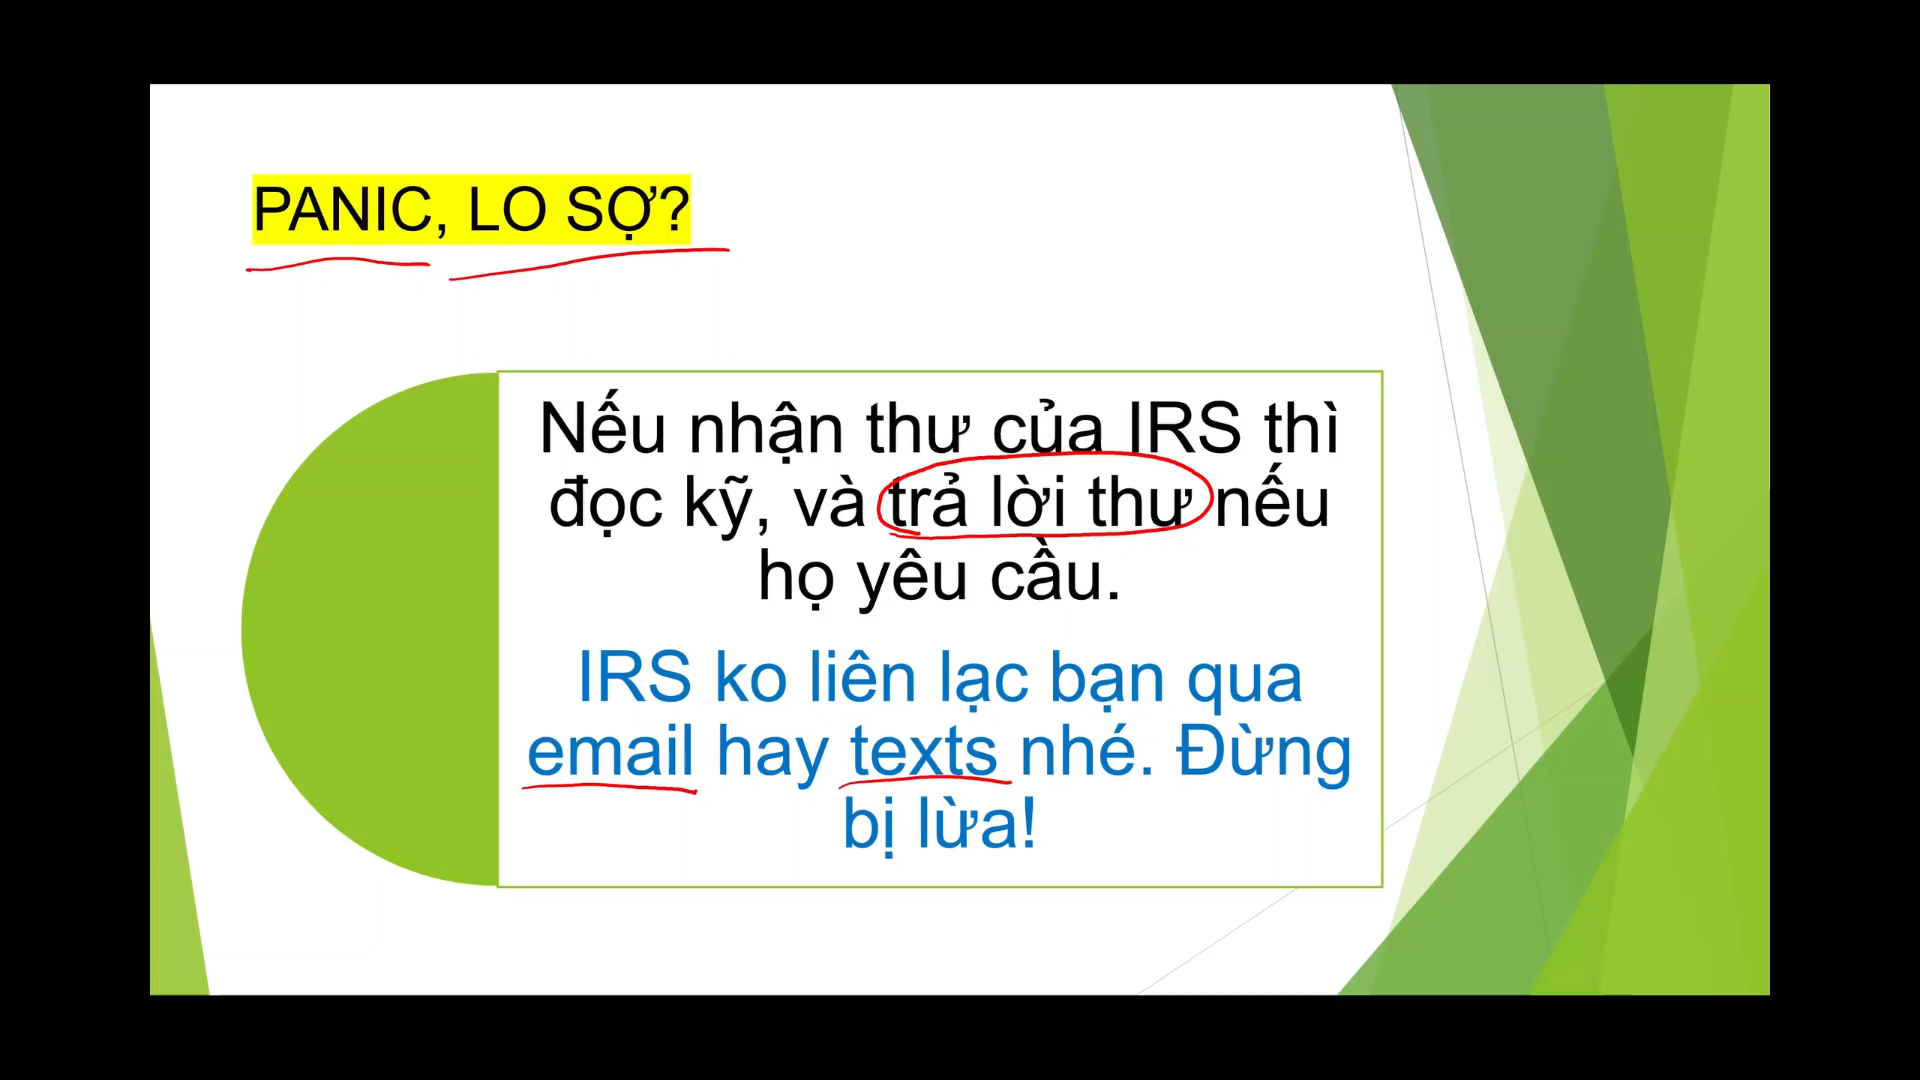 PANIC, LO SỢ?
Nếu nhận thư của IRS thì
đọc kỹ, và trả lời thư nếu
họ yêu cầu.
IRS ko liên lạc bạn qua
email hay texts nhé. Đừng
bị lừa!